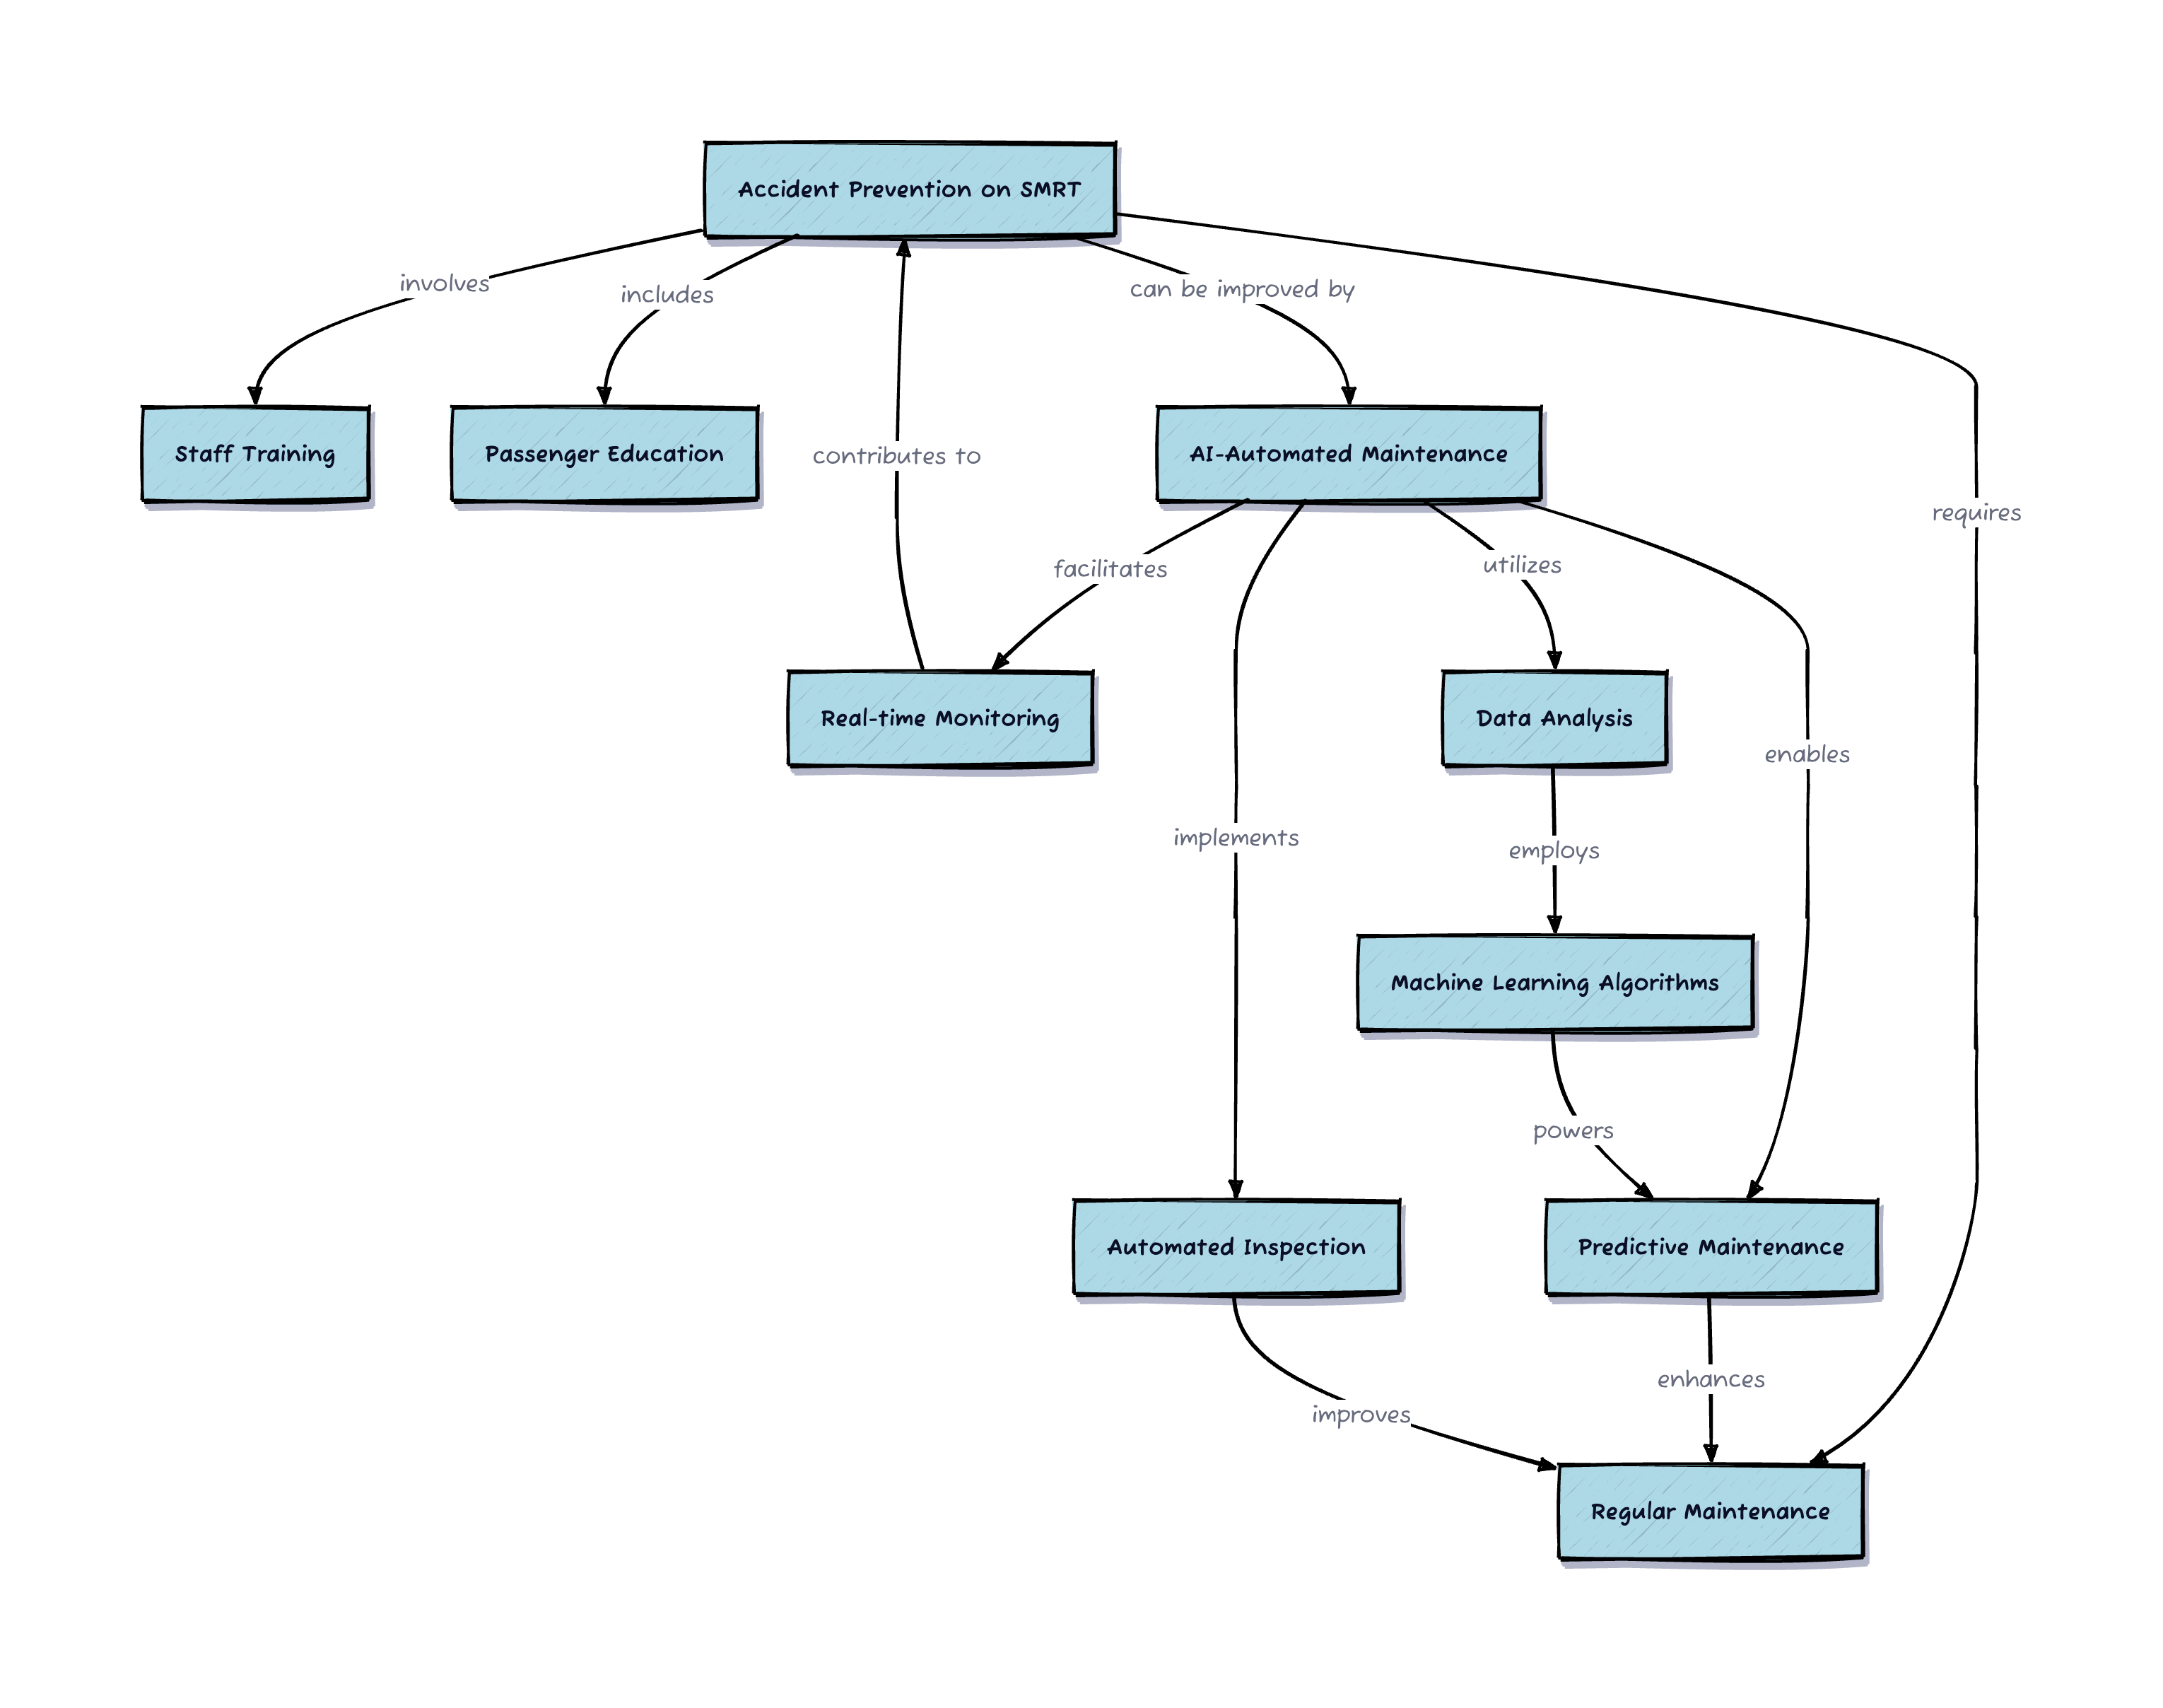 Accident Prevention on SMRT
involves
includes
can be improved by
Staff Training
Passenger Education
contributes to
AI-Automated Maintenance
requires
facilitates
utilizes
Real-time Monitoring
Data Analysis
enables
implements
employs
Machine Learning Algorithms
powers
Automated Inspection
Predictive Maintenance
enhances
improves
Regular Maintenance